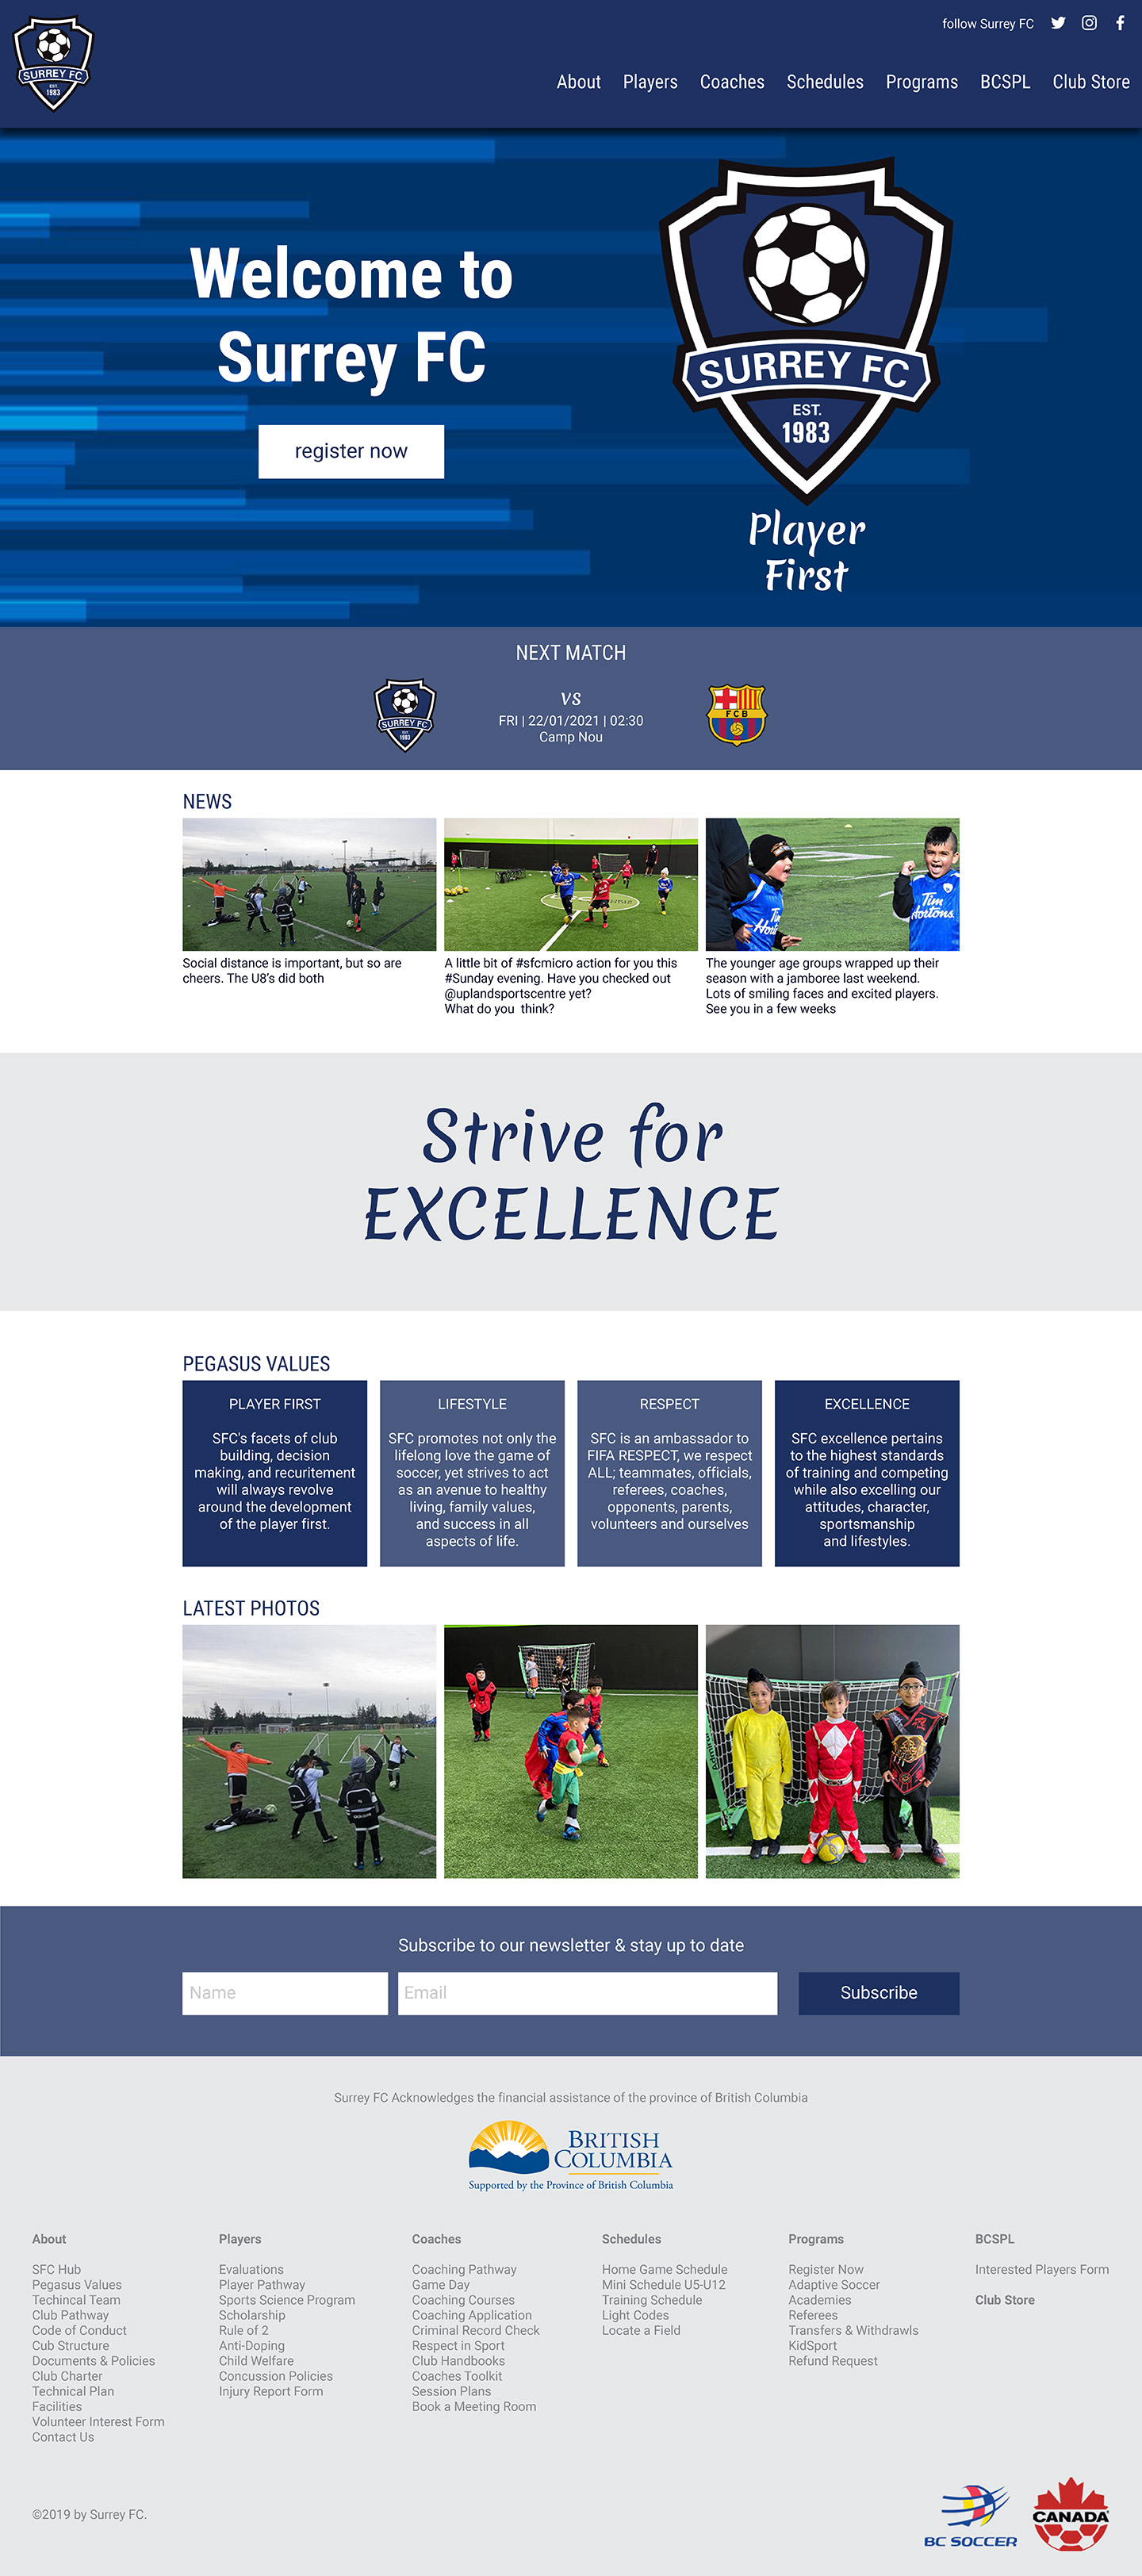 SURREY FC
EST.
1983
follow Surrey FC
About Players Coaches Schedules Programs BCSPL Club Store
Welcome to
Surrey FC
register now
SURREY FC
EST.
1983
Player
First
NEXT MATCH
SURREY FC
1983
vs
FRI | 22/01/2021 | 02:30
Camp Nou
FCB
NEWS
Tim
Hortons
Social distance is important, but so are
cheers. The U8's did both
A little bit of #sfcmicro action for you this
#Sunday evening. Have you checked out
@uplandsportscentre yet?
What do you think?
The younger age groups wrapped up their
season with a jamboree last weekend.
Lots of smiling faces and excited players.
See you in a few weeks
Strive for
EXCELLENCE
PEGASUS VALUES
PLAYER FIRST
SFC's facets of club
building, decision
making, and recuritement
will always revolve
around the development
of the player first.
LIFESTYLE
SFC promotes not only the
lifelong love the game of
soccer, yet strives to act
as an avenue to healthy
living, family values,
and success in all
aspects of life.
RESPECT
SFC is an ambassador to
FIFA RESPECT, we respect
ALL; teammates, officials,
referees, coaches,
opponents, parents,
volunteers and ourselves
EXCELLENCE
SFC excellence pertains
to the highest standards
of training and competing
while also excelling our
attitudes, character,
sportsmanship
and lifestyles.
LATEST PHOTOS
Subscribe to our newsletter & stay up to date
Name
Email
Subscribe
Surrey FC Acknowledges the financial assistance of the province of British Columbia
BRITISH
COLUMBIA
Supported by the Province of British Columbia
About
SFC Hub
Pegasus Values
Techincal Team
Club Pathway
Code of Conduct
Cub Structure
Documents & Policies
Club Charter
Technical Plan
Facilities
Volunteer Interest Form
Contact Us
Players
Evaluations
Player Pathway
Sports Science Program
Scholarship
Rule of 2
Anti-Doping
Child Welfare
Concussion Policies
Injury Report Form
Coaches
Coaching Pathway
Game Day
Coaching Courses
Coaching Application
Criminal Record Check
Respect in Sport
Club Handbooks
Coaches Toolkit
Session Plans
Book a Meeting Room
Schedules
Home Game Schedule
Mini Schedule U5-U12
Training Schedule
Light Codes
Locate a Field
Programs
Register Now
Adaptive Soccer
Academies
Referees
Transfers & Withdrawls
KidSport
Refund Request
BCSPL
Interested Players Form
Club Store
©2019 by Surrey FC.
BC SOCCER
CANADA